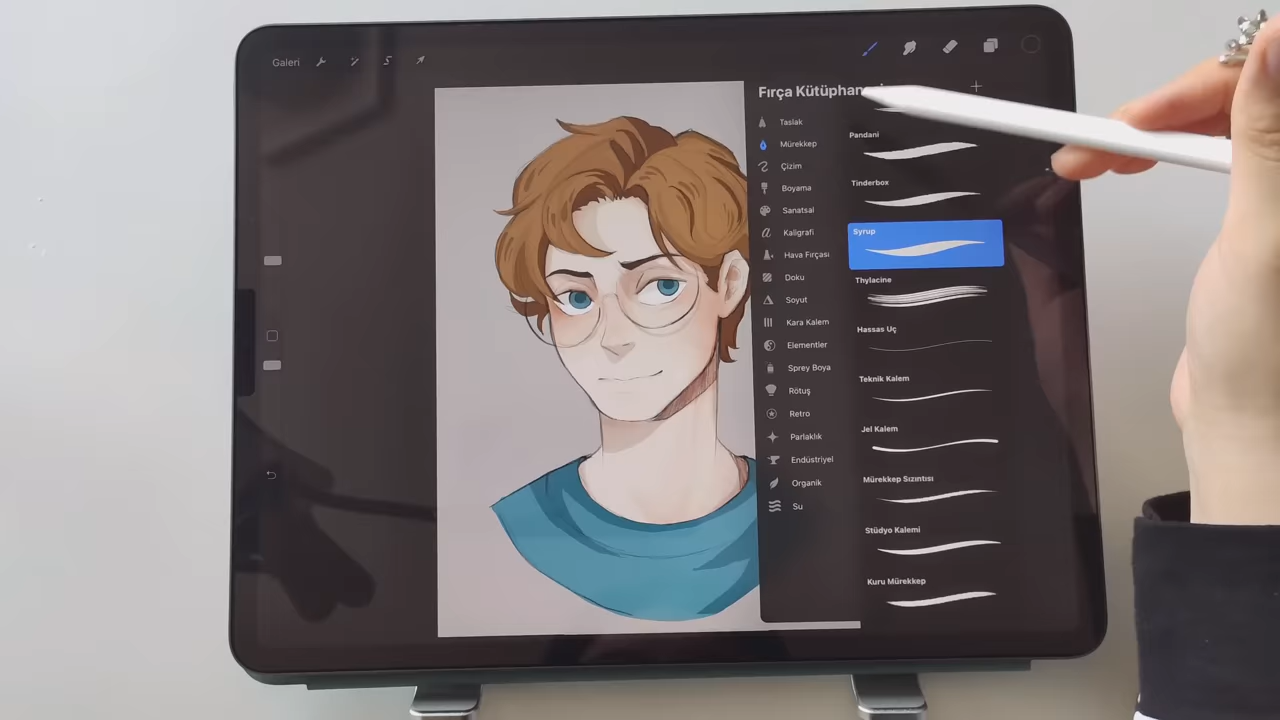 Galeri
Fırça Kütüphan
Taslak
Mürekkep
Çizim
Boyama
Sanatsal
Kaligrafi
Hava Fırçası
Doku
Soyut
Kara Kalem
Elementler
Sprey Boya
Rötuş
Retro
Parlaklık
Endüstriyel
Organik
Su
Pandani
Tinderbox
Syrup
Thylacine
Hassas Uç
Teknik Kalem
Jel Kalem
Mürekkep Sızıntısı
Stüdyo Kalemi
Kuru Mürekkep